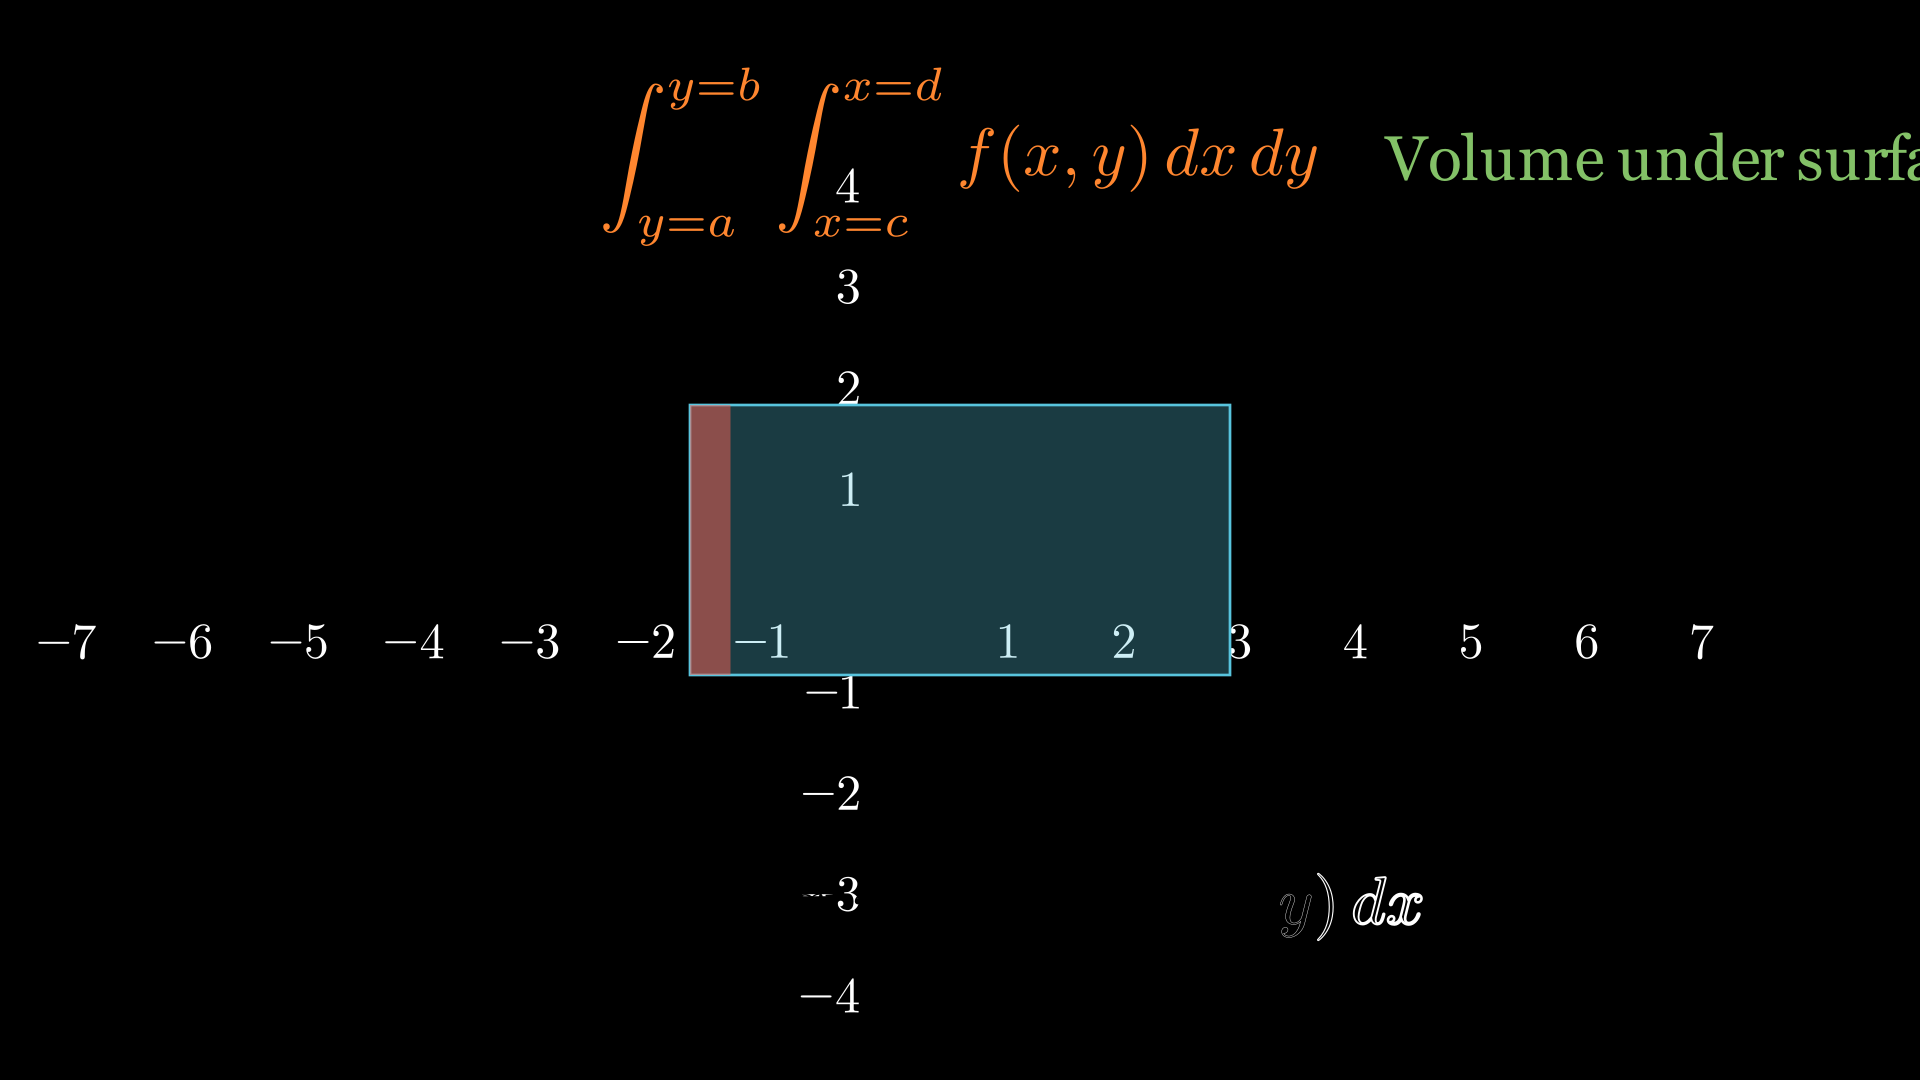 ∫_{y=a}^{y=b} ∫_{x=c}^{x=d} f(x, y) dx dy Volume under surfa
4
3
2
1
−7 −6 −5 −4 −3 −2 −1 1 2 3 4 5 6 7
−1
−2
−3 y) dx
−4